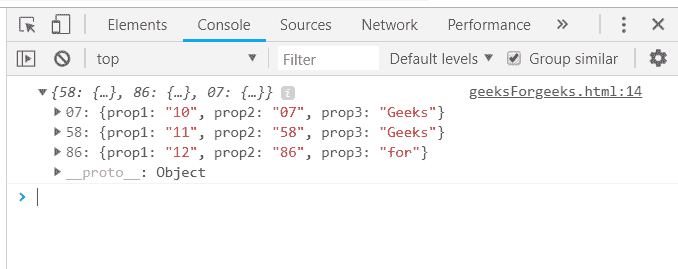 Elements Console Sources Network Performance »
top Filter Default levels Group similar
{58: {…}, 86: {…}, 07: {…}} i geeksForgeeks.html:14
07: {prop1: "10", prop2: "07", prop3: "Geeks"}
58: {prop1: "11", prop2: "58", prop3: "Geeks"}
86: {prop1: "12", prop2: "86", prop3: "for"}
__proto__: Object
>